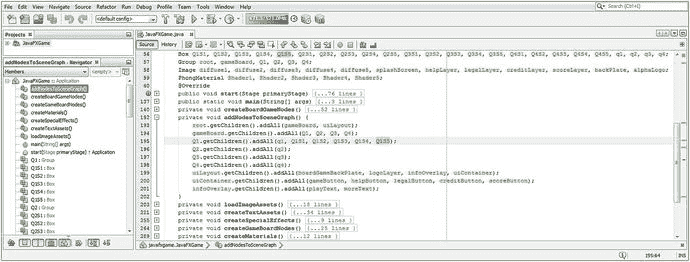 File Edit View Navigate Source Refactor Run Debug Profile Team Tools Window Help
Search (Ctrl+I)
<default config>
Projects
JavaFXGame
addNodesToSceneGraph() - Navigator
Members
<empty>
JavaFXGame :: Application
addNodesToSceneGraph()
createBoardGameNodes()
createGameBoardNodes()
createMaterials()
createSpecialEffects()
createTextAssets()
loadImageAssets()
main(String[] args)
start(Stage primaryStage) ↑ Application
Q1 : Group
Q1S1 : Box
Q1S2 : Box
Q1S3 : Box
Q1S4 : Box
Q1S5 : Box
Q2 : Group
Q2S1 : Box
Q2S2 : Box
Q2S3 : Box
JavaFXGame.java
Source History
56 Box Q1S1, Q1S2, Q1S3, Q1S4, Q1S5, Q2S1, Q2S2, Q2S3, Q2S4, Q2S5, Q3S1, Q3S2, Q3S3, Q3S4, Q3S5, Q4S1, Q4S2, Q4S3, Q4S4, Q4S5, q1, q2, q3, q4;
57 Group root, gameBoard, Q1, Q2, Q3, Q4;
58 Image diffuse1, diffuse2, diffuse3, diffuse4, diffuse5, splashScreen, helpLayer, legalLayer, creditLayer, scoreLayer, backPlate, alphaLogo;
59 PhongMaterial Shader1, Shader2, Shader3, Shader4, Shader5;
@Override
public void start(Stage primaryStage) {...76 lines }
public static void main(String[] args) {...3 lines }
private void createBoardGameNodes() {...52 lines }
192 private void addNodesToSceneGraph() {
193 root.getChildren().addAll(gameBoard, uiLayout);
194 gameBoard.getChildren().addAll(Q1, Q2, Q3, Q4);
195 Q1.getChildren().addAll(q1, Q1S1, Q1S2, Q1S3, Q1S4, Q1S5);
196 Q2.getChildren().addAll(q2);
197 Q3.getChildren().addAll(q3);
198 Q4.getChildren().addAll(q4);
199 uiLayout.getChildren().addAll(boardGameBackPlate, logoLayer, infoOverlay, uiContainer);
200 uiContainer.getChildren().addAll(gameButton, helpButton, legalButton, creditButton, scoreButton);
201 infoOverlay.getChildren().addAll(playText, moreText);
202 }
203 private void loadImageAssets() {...18 lines }
private void createTextAssets() {...34 lines }
private void createSpecialEffects() {...9 lines }
private void createGameBoardNodes() {...25 lines }
private void createMaterials() {...12 lines }
javafxgame.JavaFXGame
addNodesToSceneGraph
195:64
INS